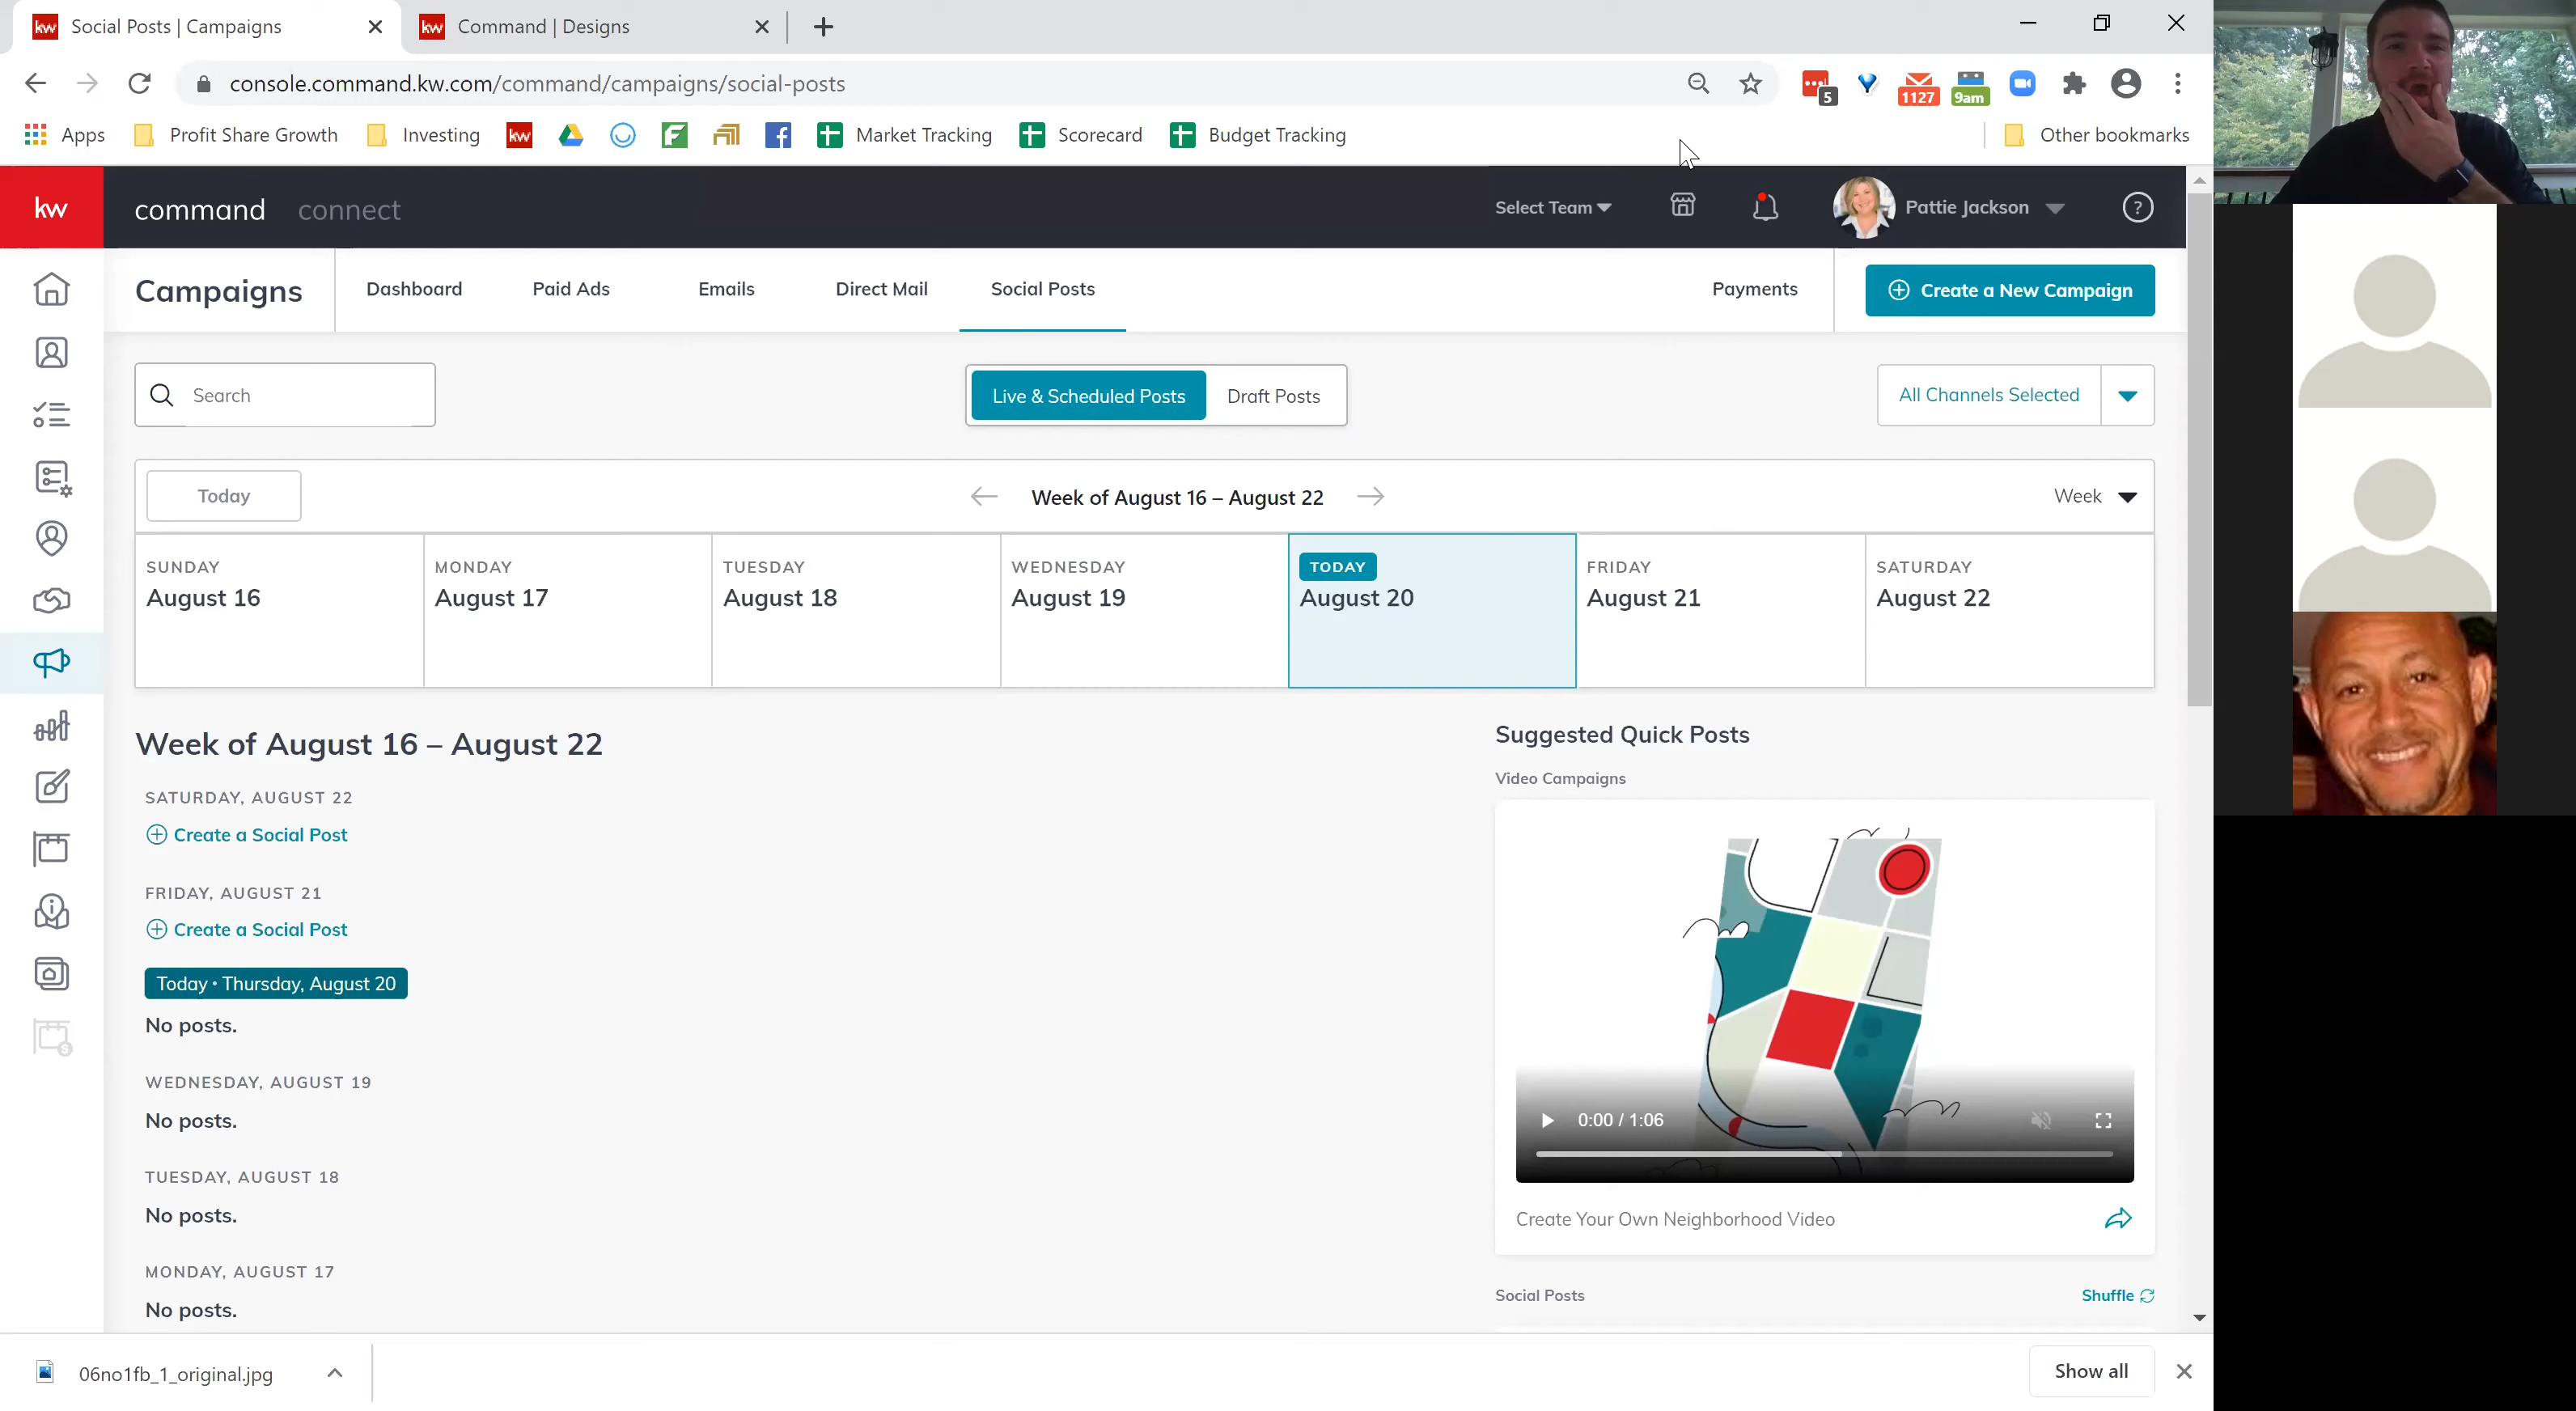 kw Social Posts | Campaigns
kw Command | Designs
console.command.kw.com/command/campaigns/social-posts
5 1127 9am
Apps Profit Share Growth Investing kw Market Tracking Scorecard Budget Tracking Other bookmarks
kw command connect Select Team Pattie Jackson ?
Campaigns Dashboard Paid Ads Emails Direct Mail Social Posts Payments Create a New Campaign
Search Live & Scheduled Posts Draft Posts All Channels Selected
Today Week of August 16 – August 22 Week
SUNDAY MONDAY TUESDAY WEDNESDAY TODAY FRIDAY SATURDAY
August 16 August 17 August 18 August 19 August 20 August 21 August 22
Week of August 16 – August 22
SATURDAY, AUGUST 22
Create a Social Post
FRIDAY, AUGUST 21
Create a Social Post
Today • Thursday, August 20
No posts.
WEDNESDAY, AUGUST 19
No posts.
TUESDAY, AUGUST 18
No posts.
MONDAY, AUGUST 17
No posts.
Suggested Quick Posts
Video Campaigns
0:00 / 1:06
Create Your Own Neighborhood Video
Social Posts Shuffle
06no1fb_1_original.jpg Show all